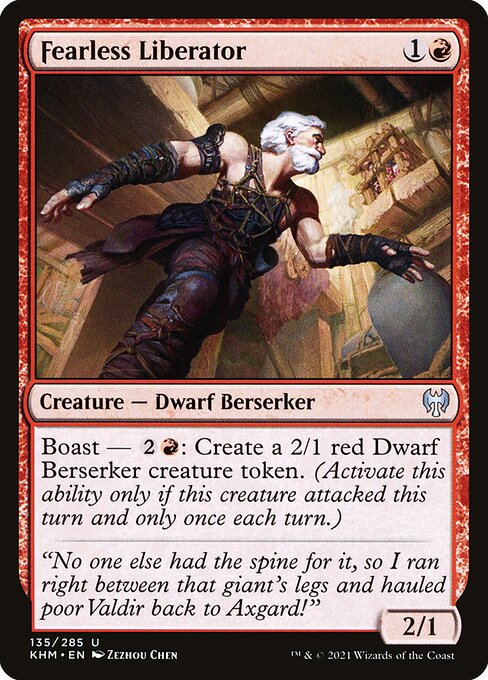 Fearless Liberator 1
Creature — Dwarf Berserker
Boast — 2 : Create a 2/1 red Dwarf
Berserker creature token. (Activate this
ability only if this creature attacked this
turn and only once each turn.)
“No one else had the spine for it, so I ran
right between that giant’s legs and hauled
poor Valdir back to Axgard!”
2/1
135/285 U
KHM • EN Zezhou Chen
™ & © 2021 Wizards of the Coast